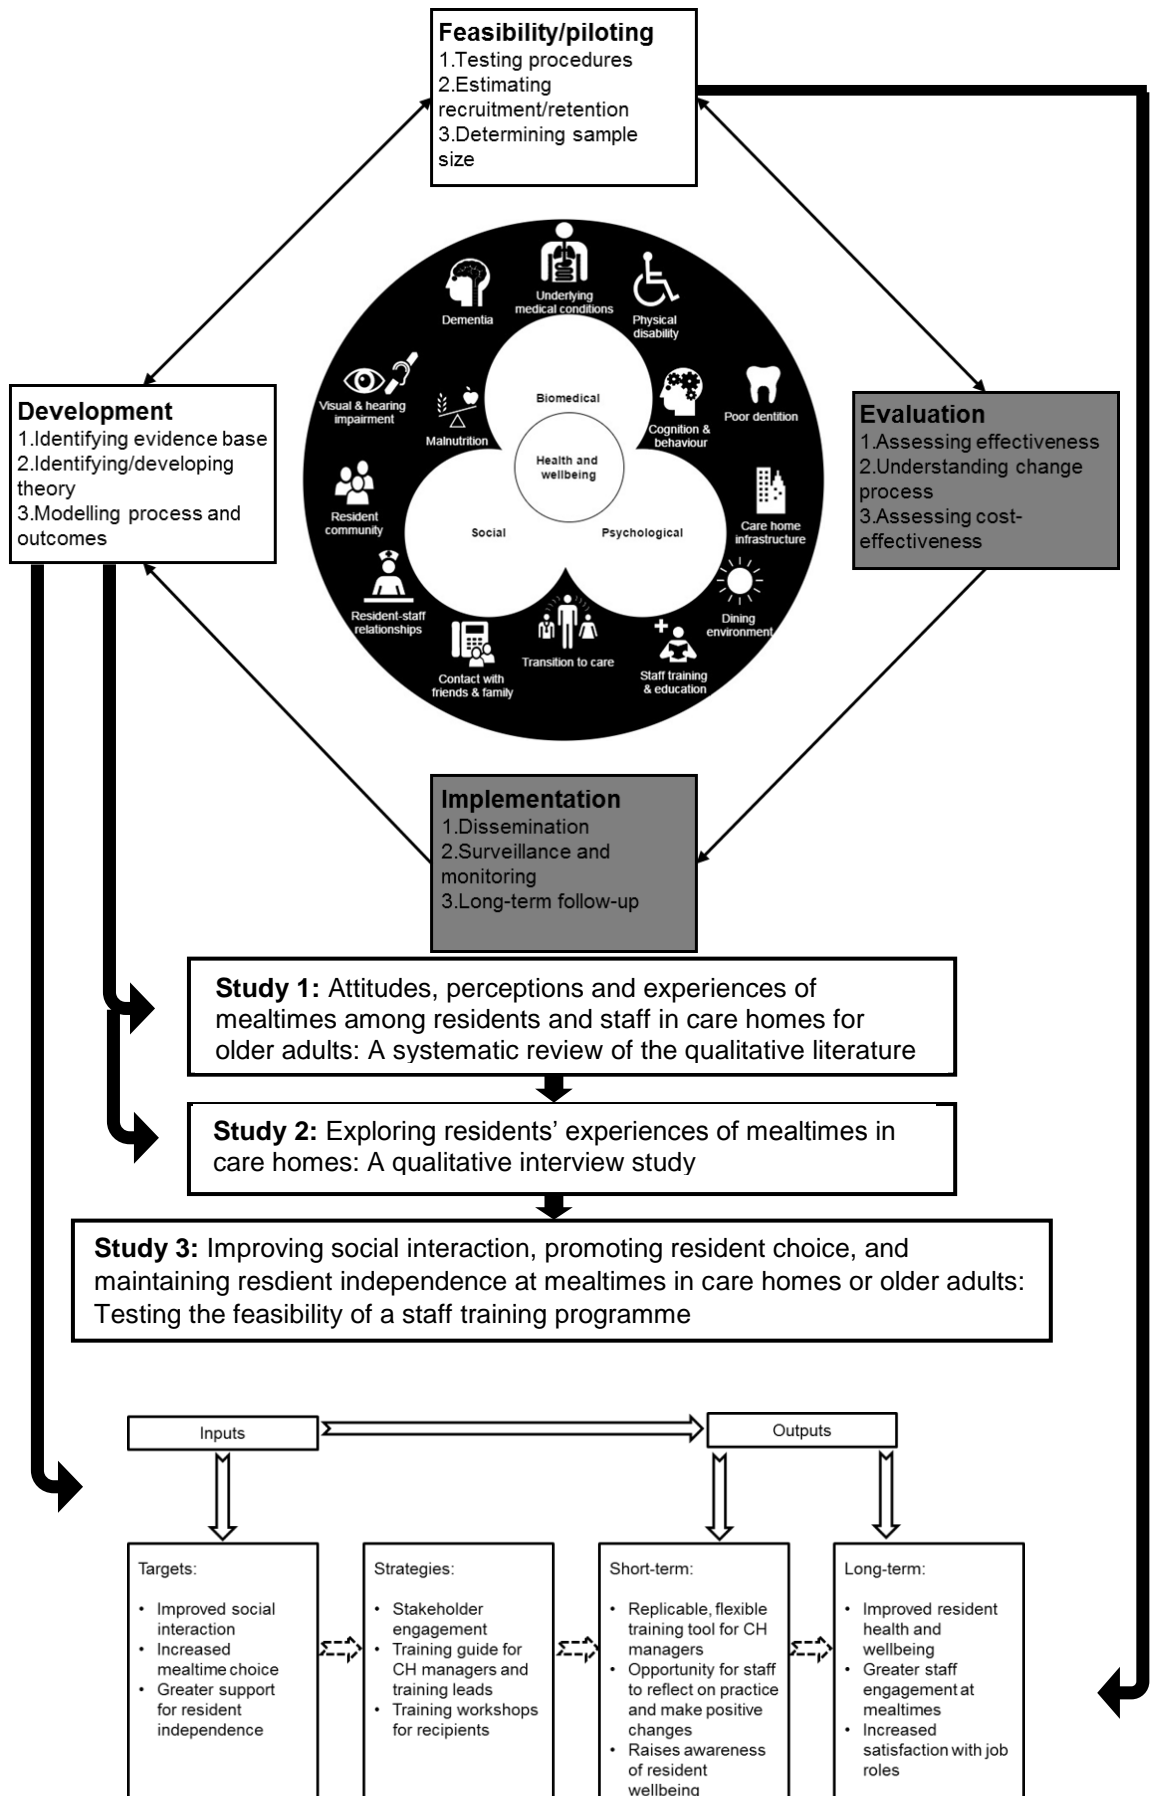 Feasibility/piloting
1.Testing procedures
2.Estimating
recruitment/retention
3.Determining sample
size
Underlying
medical conditions
Dementia
Physical
disability
Visual & hearing
impairment
Malnutrition
Biomedical
Cognition &
behaviour
Poor dentition
Health and
wellbeing
Resident
community
Social
Psychological
Care home
infrastructure
Resident-staff
relationships
Dining
environment
Contact with
friends & family
Transition to care
Staff training
& education
Development
1.Identifying evidence base
2.Identifying/developing
theory
3.Modelling process and
outcomes
Evaluation
1.Assessing effectiveness
2.Understanding change
process
3.Assessing cost-
effectiveness
Implementation
1.Dissemination
2.Surveillance and
monitoring
3.Long-term follow-up
Study 1: Attitudes, perceptions and experiences of
mealtimes among residents and staff in care homes for
older adults: A systematic review of the qualitative literature
Study 2: Exploring residents’ experiences of mealtimes in
care homes: A qualitative interview study
Study 3: Improving social interaction, promoting resident choice, and
maintaining resdient independence at mealtimes in care homes or older adults:
Testing the feasibility of a staff training programme
Inputs
Outputs
Targets:
• Improved social
interaction
• Increased
mealtime choice
• Greater support
for resident
independence
Strategies:
• Stakeholder
engagement
• Training guide for
CH managers and
training leads
• Training workshops
for recipients
Short-term:
• Replicable, flexible
training tool for CH
managers
• Opportunity for staff
to reflect on practice
and make positive
changes
• Raises awareness
of resident
wellbeing
Long-term:
• Improved resident
health and
wellbeing
• Greater staff
engagement at
mealtimes
• Increased
satisfaction with job
roles